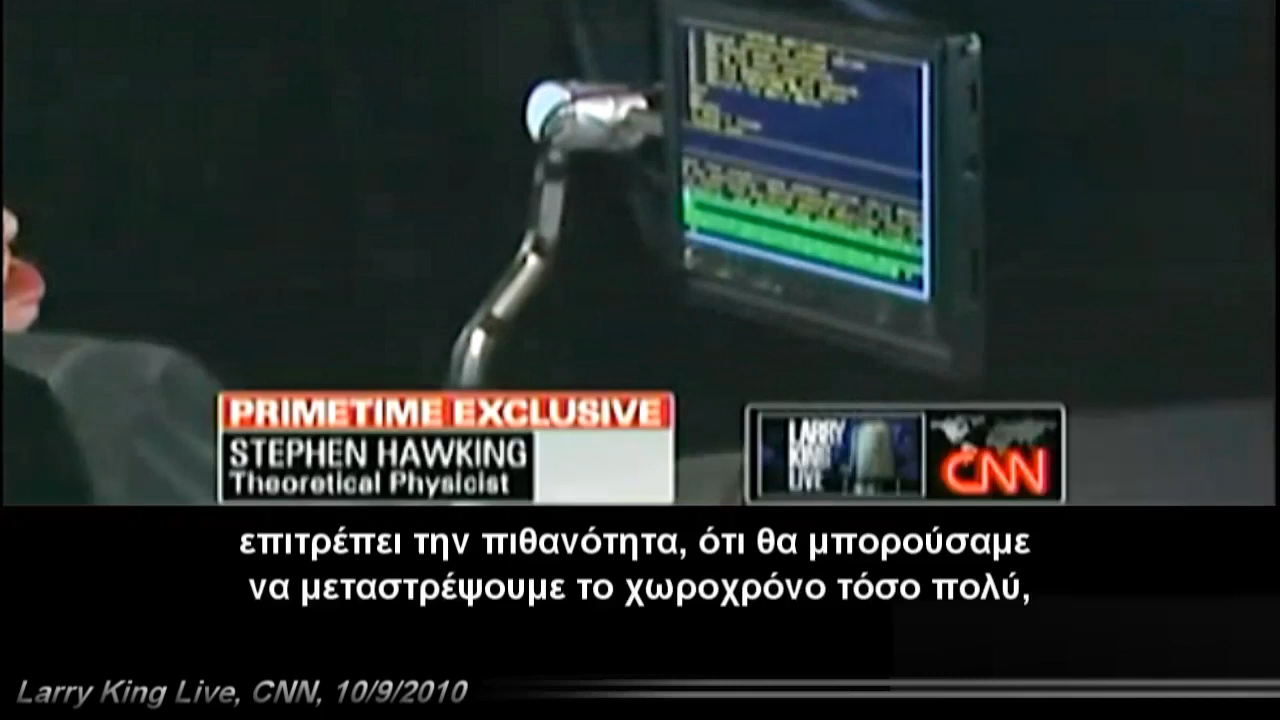 PRIMETIME EXCLUSIVE
STEPHEN HAWKING
Theoretical Physicist
LARRY
KING
LIVE
CNN
επιτρέπει την πιθανότητα, ότι θα μπορούσαμε
να μεταστρέψουμε το χωροχρόνο τόσο πολύ,
Larry King Live, CNN, 10/9/2010